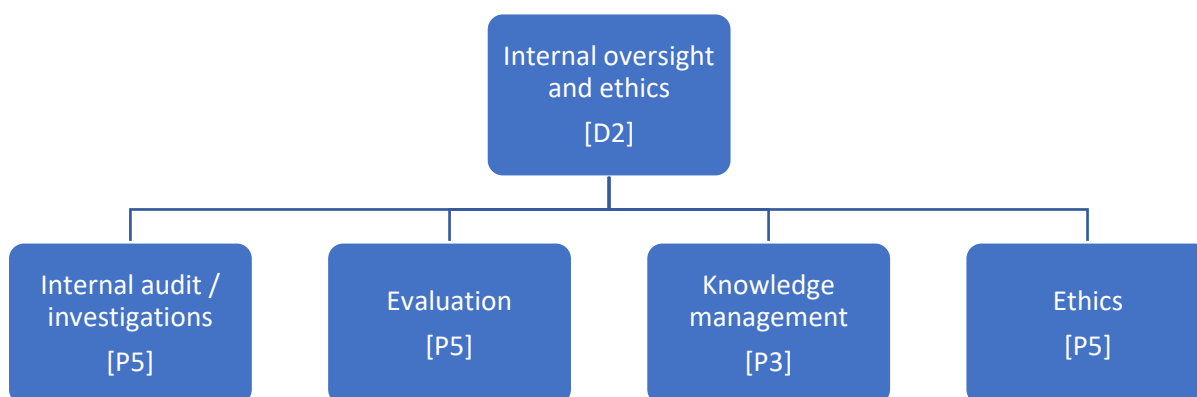 Internal oversight
and ethics
[D2]
Internal audit /
investigations
[P5]
Evaluation
[P5]
Knowledge
management
[P3]
Ethics
[P5]